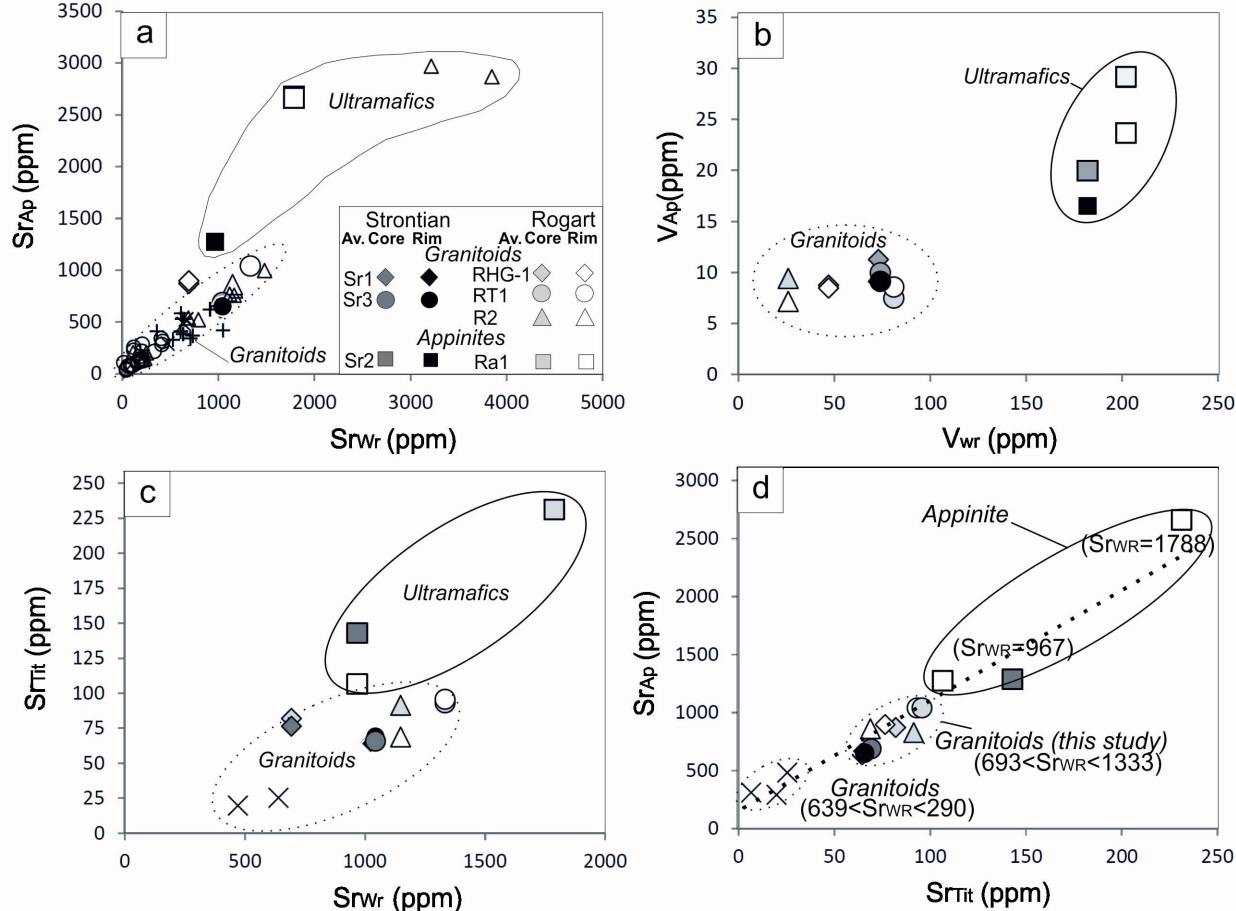 a
3500
3000
2500
2000
1500
1000
500
0
SrAp (ppm)
0 1000 2000 3000 4000 5000
SrWr (ppm)
Ultramafics
Granitoids
Strontian Rogart
Av. Core Rim Av. Core Rim
Granitoids
Sr1 RHG-1
Sr3 RT1
R2
Appinites
Sr2 Ra1
b
35
30
25
20
15
10
5
0
VAp(ppm)
0 50 100 150 200 250
Vwr (ppm)
Ultramafics
Granitoids
c
250
225
200
175
150
125
100
75
50
25
0
SrTit (ppm)
0 500 1000 1500 2000
SrWr (ppm)
Ultramafics
Granitoids
d
3000
2500
2000
1500
1000
500
0
SrAp (ppm)
0 50 100 150 200 250
SrTit (ppm)
Appinite
(SrWR=1788)
(SrWR=967)
Granitoids (this study)
(693<SrWR<1333)
Granitoids
(639<SrWR<290)